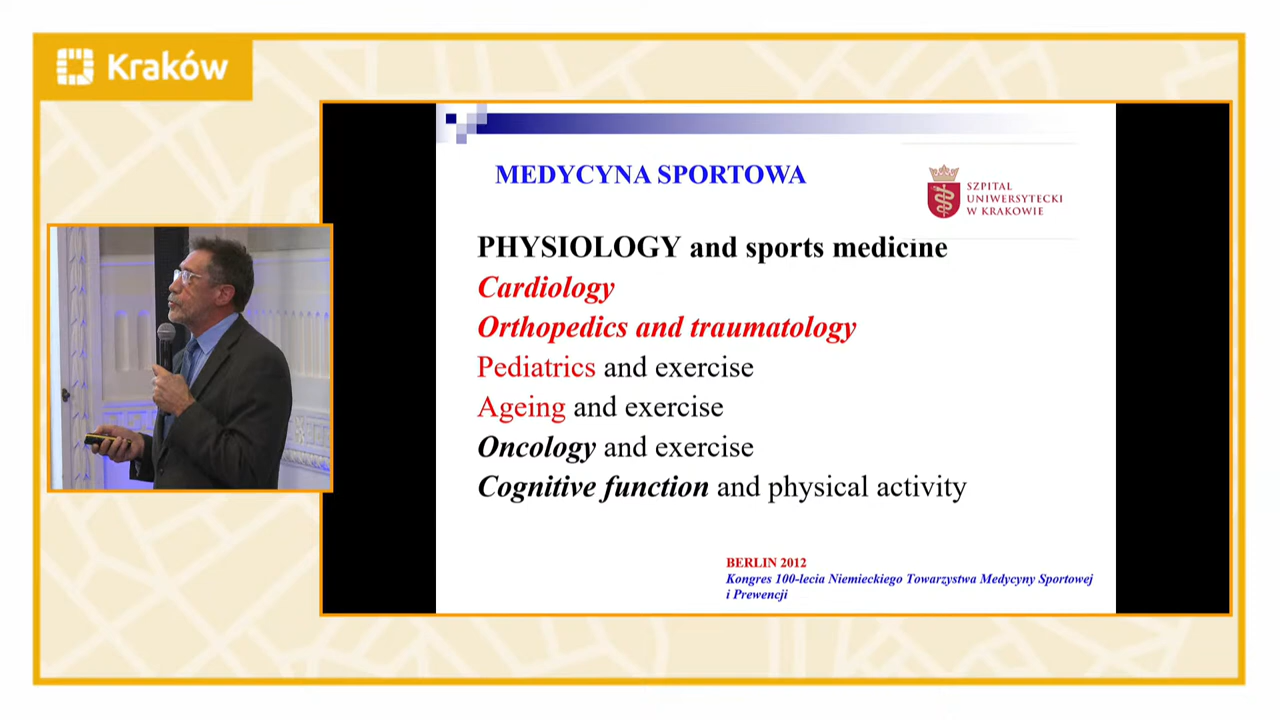 Kraków
MEDYCYNA SPORTOWA
SZPITAL
UNIWERSYTECKI
W KRAKOWIE
PHYSIOLOGY and sports medicine
Cardiology
Orthopedics and traumatology
Pediatrics and exercise
Ageing and exercise
Oncology and exercise
Cognitive function and physical activity
BERLIN 2012
Kongres 100-lecia Niemieckiego Towarzystwa Medycyny Sportowej
i Prewencji